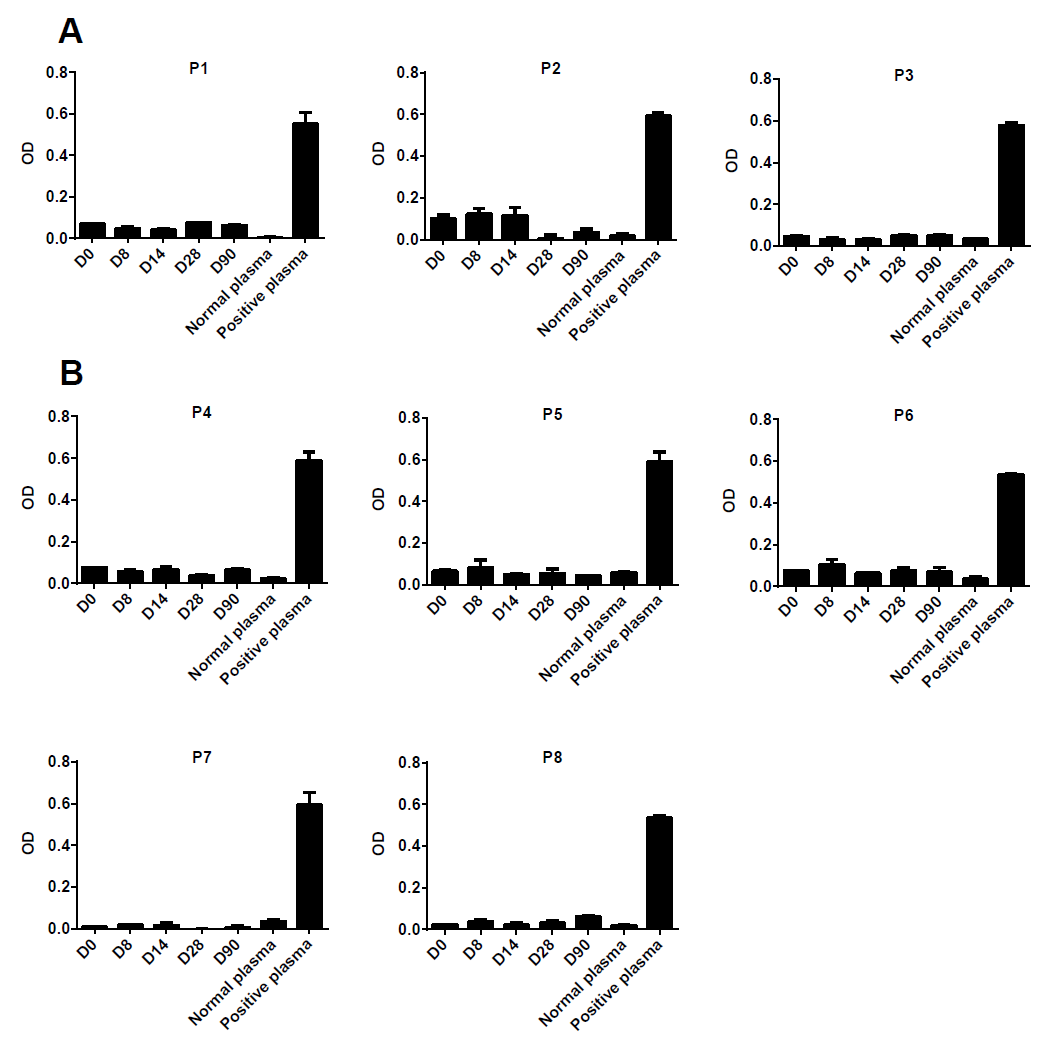 A
P1
0.8
0.6
0.4
0.2
0.0
OD
D0
D8
D14
D28
D90
Normal plasma
Positive plasma
P2
0.8
0.6
0.4
0.2
0.0
OD
D0
D8
D14
D28
D90
Normal plasma
Positive plasma
P3
0.8
0.6
0.4
0.2
0.0
OD
D0
D8
D14
D28
D90
Normal plasma
Positive plasma
B
P4
0.8
0.6
0.4
0.2
0.0
OD
D0
D8
D14
D28
D90
Normal plasma
Positive plasma
P5
0.8
0.6
0.4
0.2
0.0
OD
D0
D8
D14
D28
D90
Normal plasma
Positive plasma
P6
0.8
0.6
0.4
0.2
0.0
OD
D0
D8
D14
D28
D90
Normal plasma
Positive plasma
P7
0.8
0.6
0.4
0.2
0.0
OD
D0
D8
D14
D28
D90
Normal plasma
Positive plasma
P8
0.8
0.6
0.4
0.2
0.0
OD
D0
D8
D14
D28
D90
Normal plasma
Positive plasma